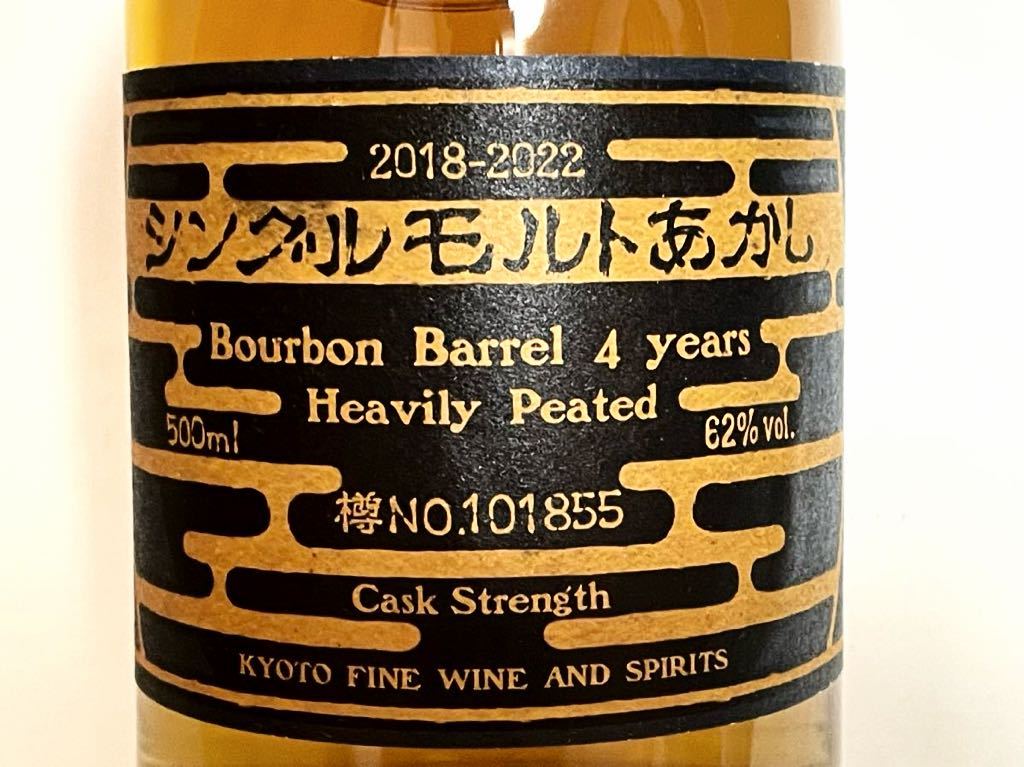 2018-2022
シングルモルトあかし
Bourbon Barrel 4 years
Heavily Peated
500ml
62% vol.
樽NO.101855
Cask Strength
KYOTO FINE WINE AND SPIRITS